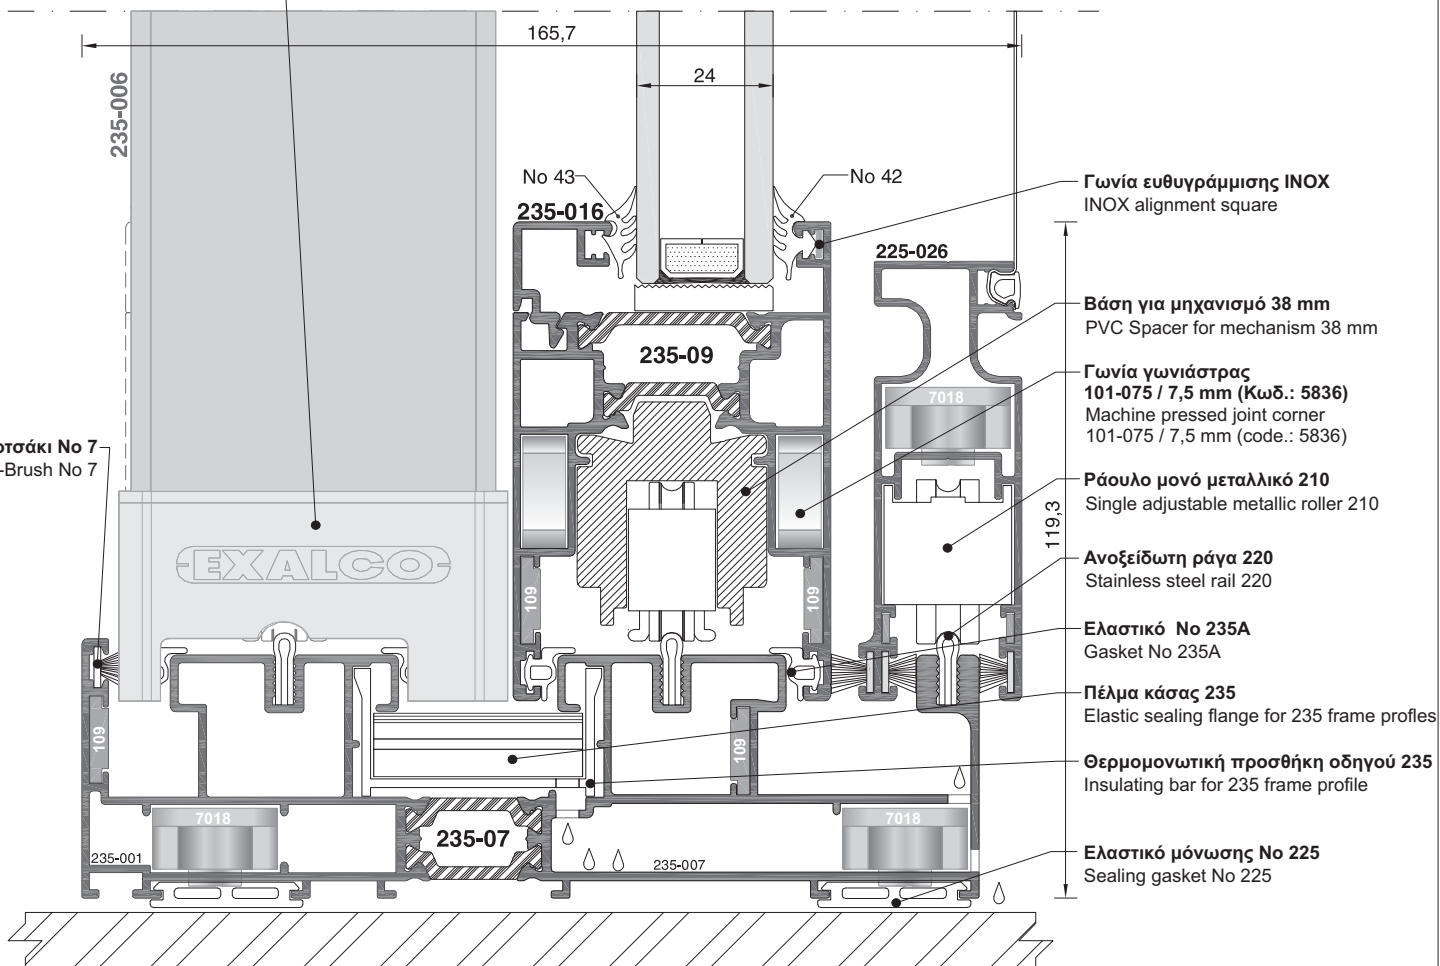 165,7
24
235-006
No 43
No 42
235-016
225-026
235-09
7018
Γωνία ευθυγράμμισης INOX
INOX alignment square
Βάση για μηχανισμό 38 mm
PVC Spacer for mechanism 38 mm
Γωνία γωνιάστρας
101-075 / 7,5 mm (Κωδ.: 5836)
Machine pressed joint corner
101-075 / 7,5 mm (code.: 5836)
Ράουλο μονό μεταλλικό 210
Single adjustable metallic roller 210
119,3
Ανοξείδωτη ράγα 220
Stainless steel rail 220
Ελαστικό No 235A
Gasket No 235A
Πέλμα κάσας 235
Elastic sealing flange for 235 frame profles
Θερμομονωτική προσθήκη οδηγού 235
Insulating bar for 235 frame profile
Ελαστικό μόνωσης No 225
Sealing gasket No 225
No 7
-Brush No 7
EXALCO
109
109
109
109
7018
7018
235-07
235-001
235-007